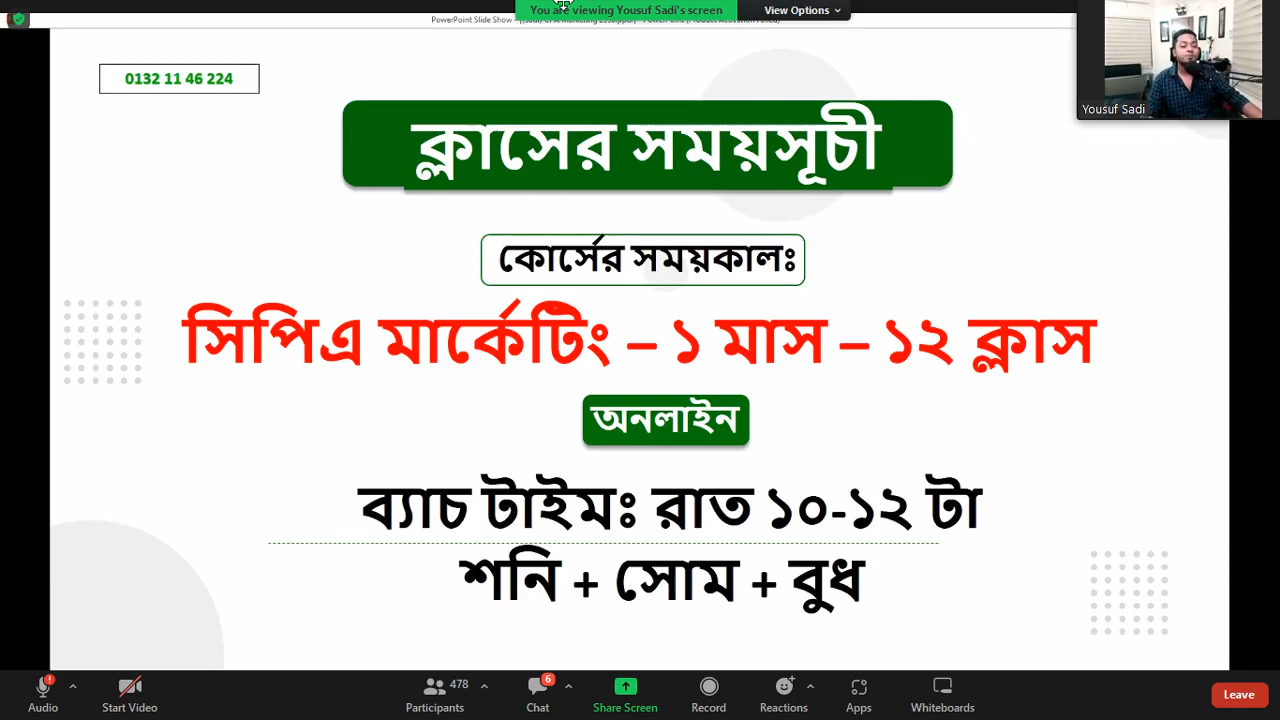 You are viewing Yousuf Sadi's screen
View Options
0132 11 46 224
ক্লাসের সময়সূচী
Yousuf Sadi
কোর্সের সময়কালঃ
সিপিএ মার্কেটিং – ১ মাস – ১২ ক্লাস
অনলাইন
ব্যাচ টাইমঃ রাত ১০-১২ টা
শনি + সোম + বুধ
Audio
Start Video
478
Participants
6
Chat
Share Screen
Record
Reactions
Apps
Whiteboards
Leave